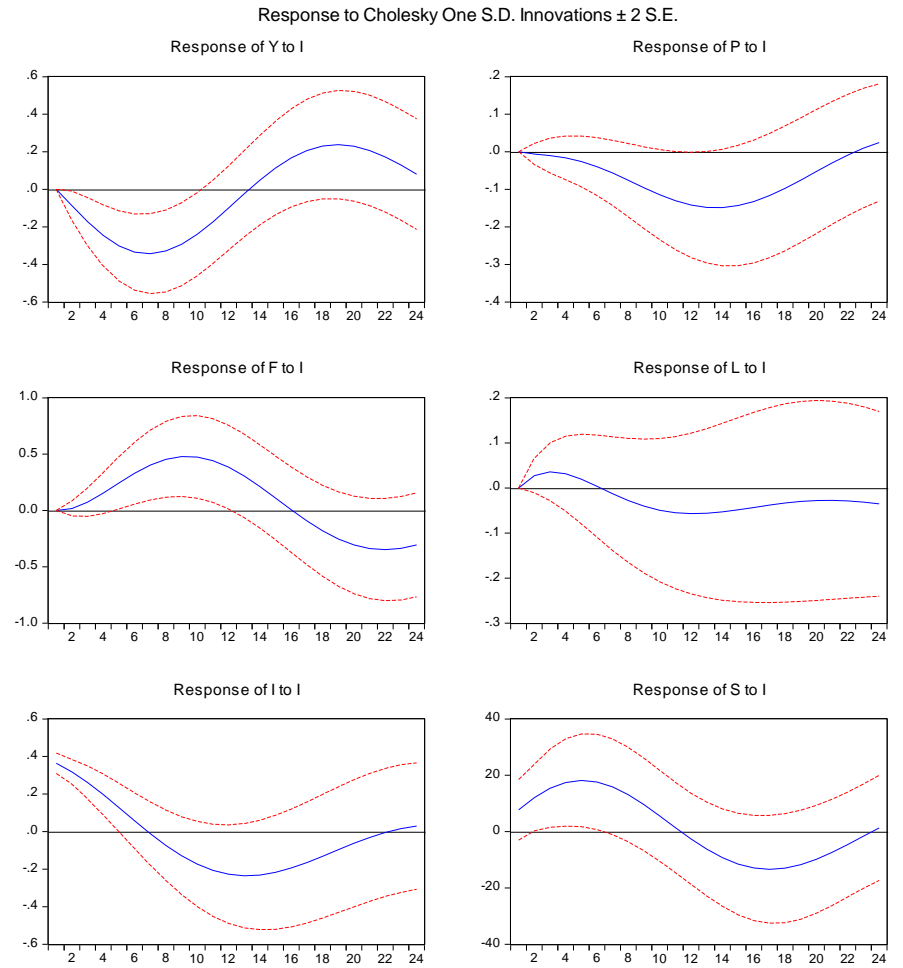 Response to Cholesky One S.D. Innovations ± 2 S.E.
Response of Y to I
.6
.4
.2
.0
-.2
-.4
-.6
2 4 6 8 10 12 14 16 18 20 22 24
Response of P to I
.2
.1
.0
-.1
-.2
-.3
-.4
2 4 6 8 10 12 14 16 18 20 22 24
Response of F to I
1.0
0.5
0.0
-0.5
-1.0
2 4 6 8 10 12 14 16 18 20 22 24
Response of L to I
.2
.1
.0
-.1
-.2
-.3
2 4 6 8 10 12 14 16 18 20 22 24
Response of I to I
.6
.4
.2
.0
-.2
-.4
-.6
2 4 6 8 10 12 14 16 18 20 22 24
Response of S to I
40
20
0
-20
-40
2 4 6 8 10 12 14 16 18 20 22 24